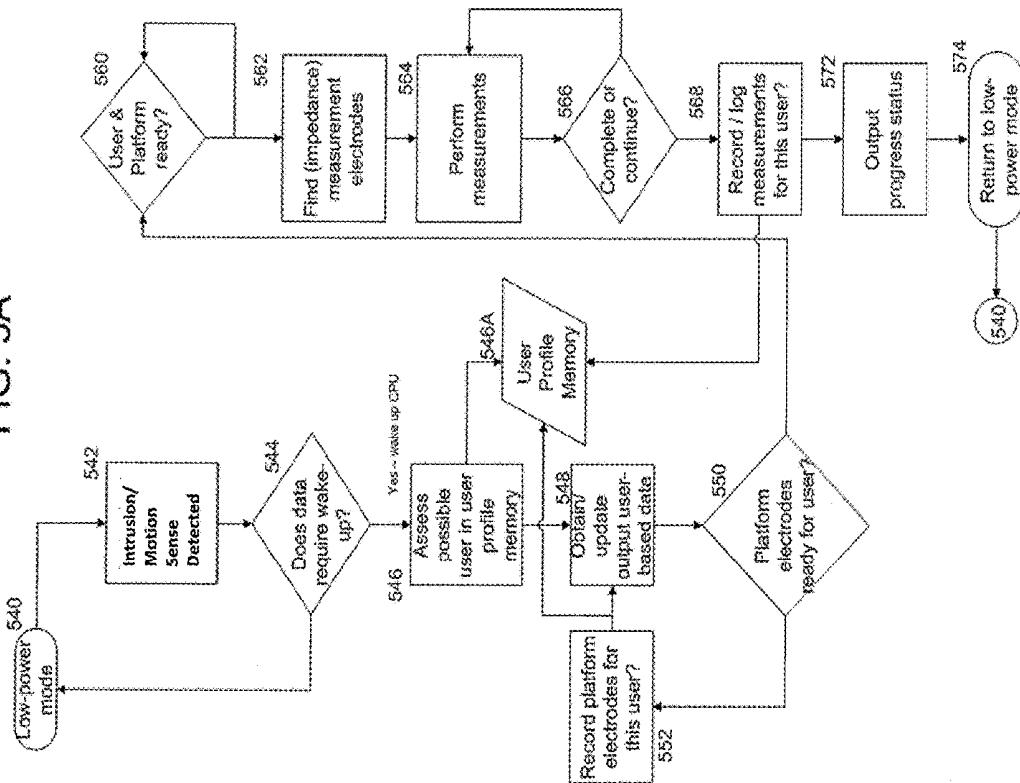 FIG. 5A
540
Low-power
mode
542
Intrusion/
Motion
Sense
Detected
544
Does data
require wake-
up?
Yes – wake up CPU
546
Assess
possible
user in user
profile
memory
546A
User
Profile
Memory
548
Obtain/
update
output user-
based data
550
Platform
electrodes
ready for user?
552
Record platform
electrodes for
this user?
560
User &
Platform
ready?
562
Find (impedance)
measurement
electrodes
564
Perform
measurements
566
Complete or
continue?
568
Record / log
measurements
for this user?
572
Output
progress status
574
Return to low-
power mode
540